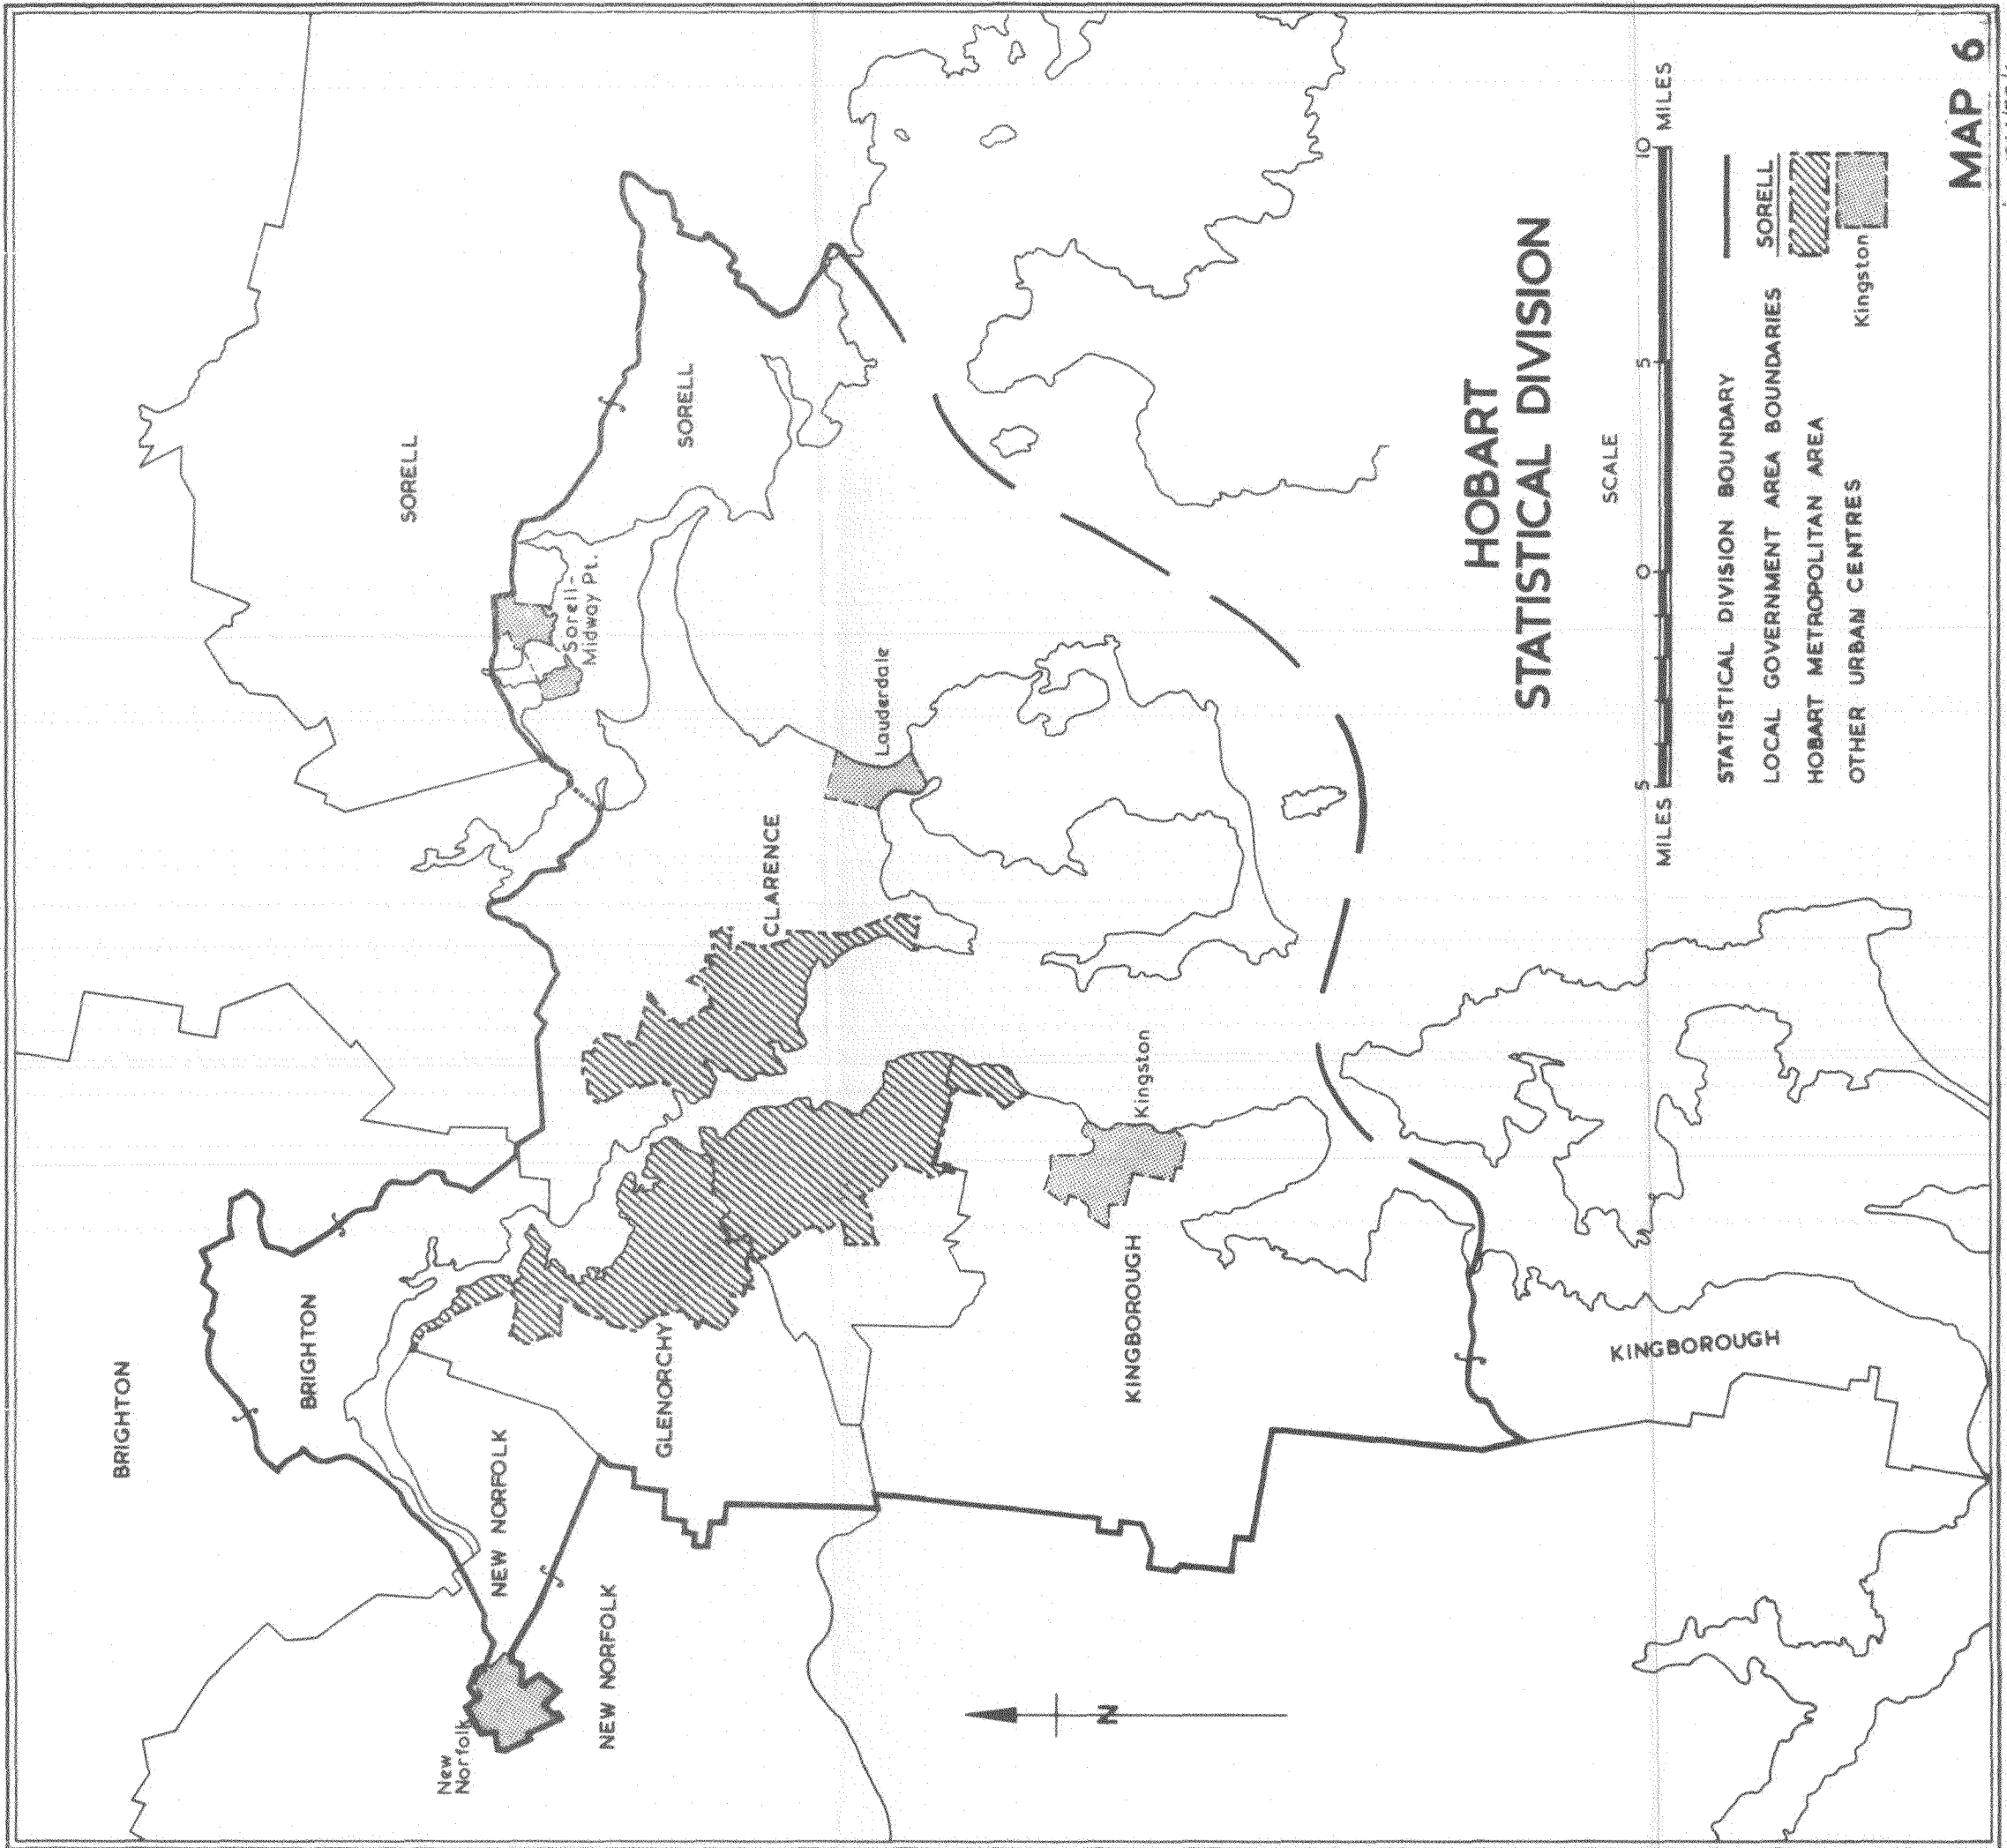 BRIGHTON
BRIGHTON
New
Norfolk
NEW NORFOLK
NEW NORFOLK
GLENORCHY
SORELL
SORELL
Sorell-
Midway Pt.
CLARENCE
Lauderdale
Kingston
KINGBOROUGH
KINGBOROUGH
N
HOBART
STATISTICAL DIVISION
SCALE
MILES 5 0 5 10 MILES
STATISTICAL DIVISION BOUNDARY
LOCAL GOVERNMENT AREA BOUNDARIES SORELL
HOBART METROPOLITAN AREA
OTHER URBAN CENTRES Kingston
MAP 6